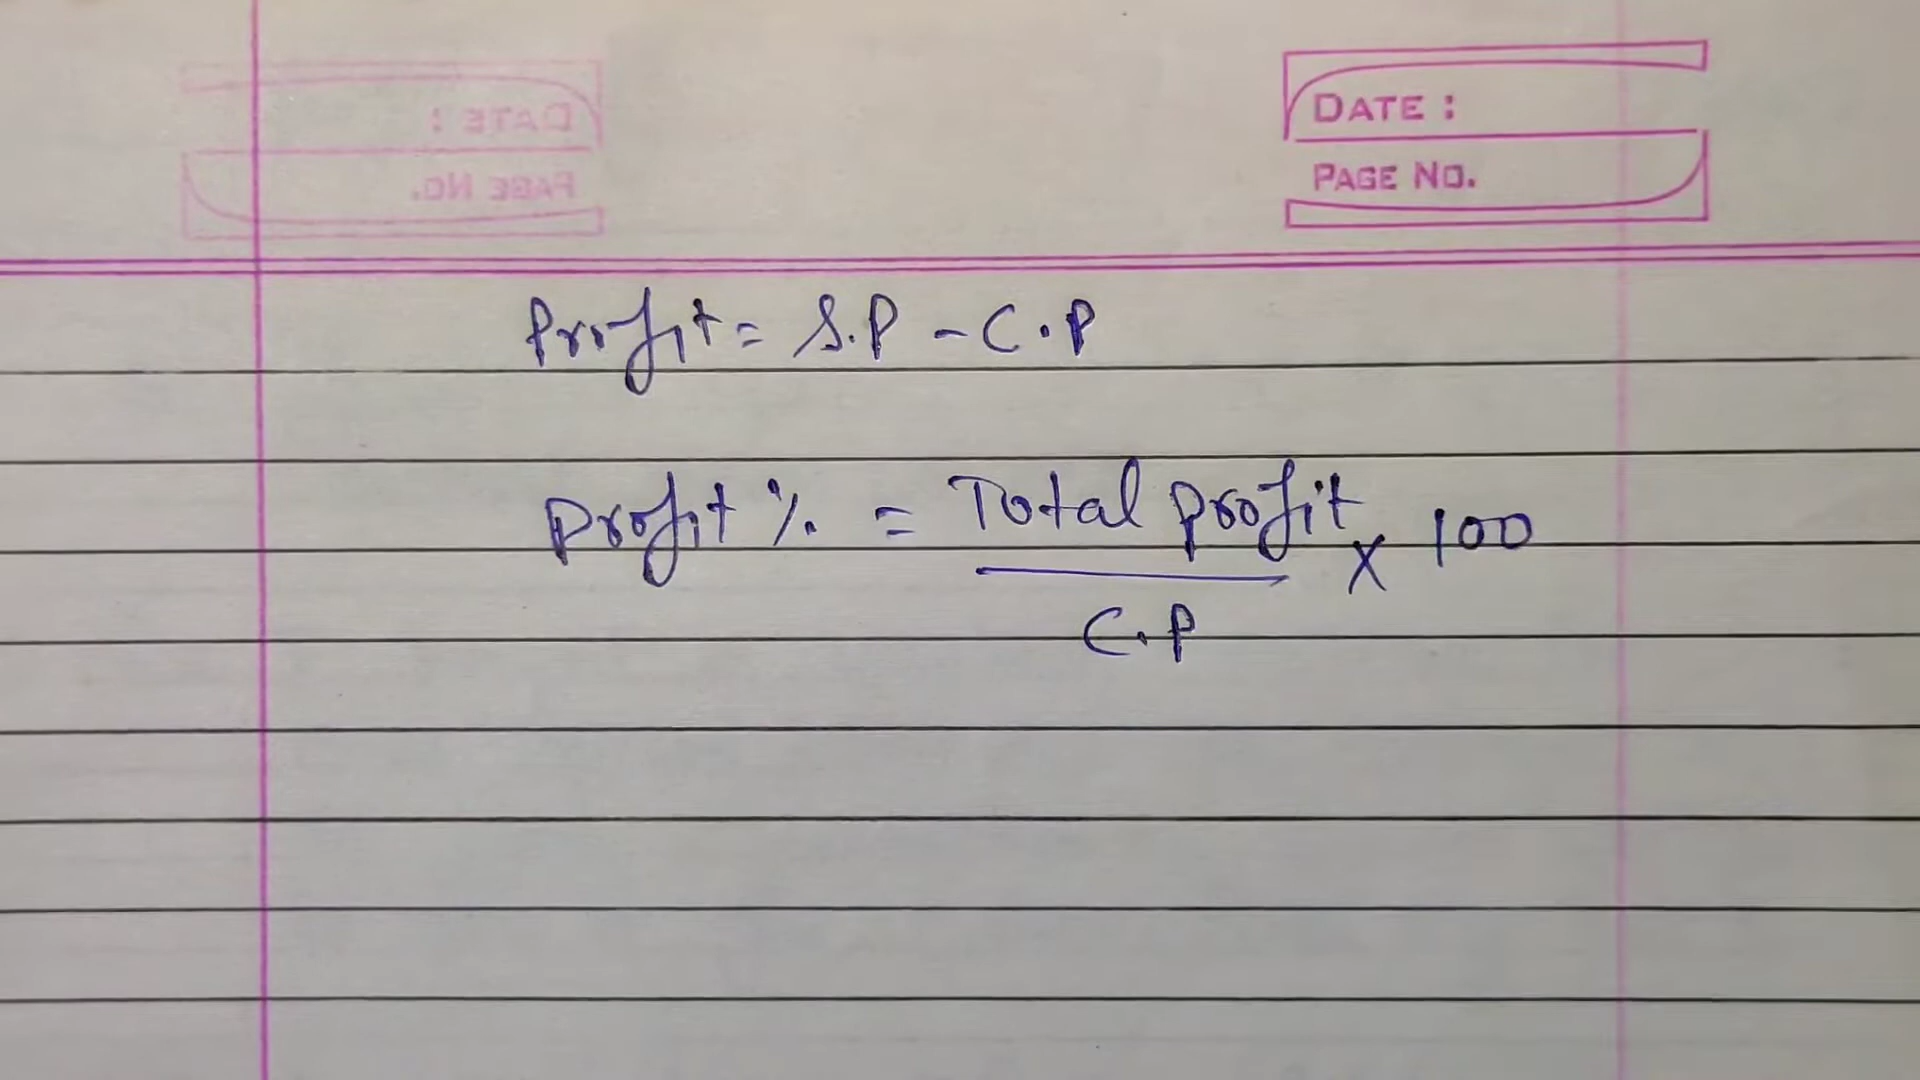 DATE :
PAGE NO.
Profit = S.P - C.P
Profit % = Total profit × 100
C.P